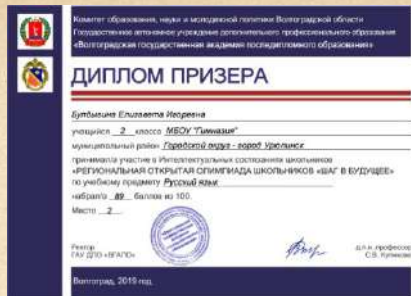 Комитет образования, науки и молодежной политики Волгоградской области
Государственное автономное учреждение дополнительного профессионального образования
«Волгоградская государственная академия последипломного образования»
ДИПЛОМ ПРИЗЕРА
Елизавета Игоревна
учащийся 2 класса МБОУ "Гимназия"
муниципальный район Городской округ - город Урюпинск
принимал/а участие в Интеллектуальных состязаниях школьников
«РЕГИОНАЛЬНАЯ ОТКРЫТАЯ ОЛИМПИАДА ШКОЛЬНИКОВ «ШАГ В БУДУЩЕЕ»
по учебному предмету Русский язык
набрал/а 89 баллов из 100.
Место 2
Ректор
ГАУ ДПО «ВГАПО»
д.п.н. профессор
С.В. Куликова
Волгоград, 2019 год